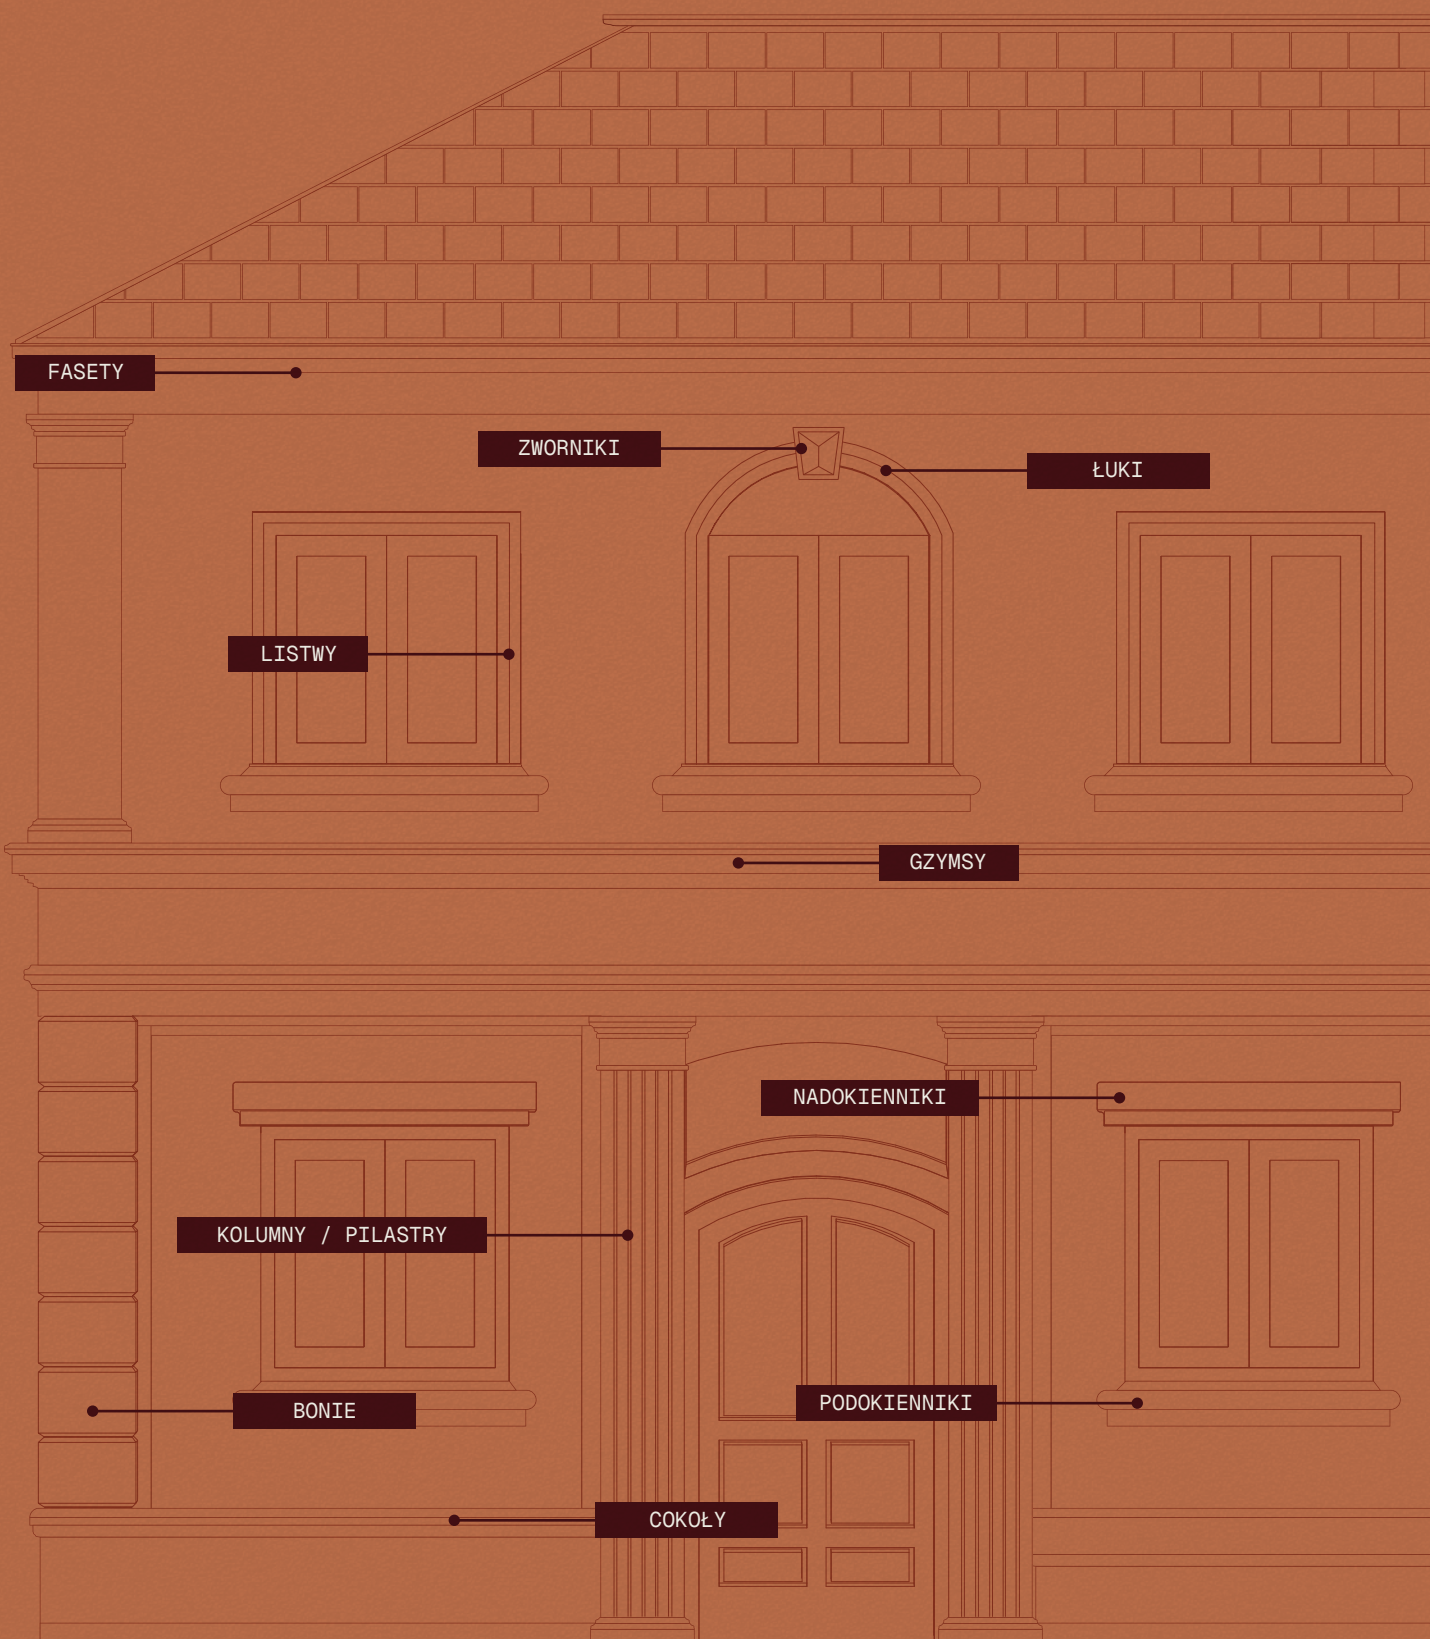 FASETY
ZWORNIKI
ŁUKI
LISTWY
GZYMSY
NADOKIENNIKI
KOLUMNY / PILASTRY
PODOKIENNIKI
BONIE
COKOŁY